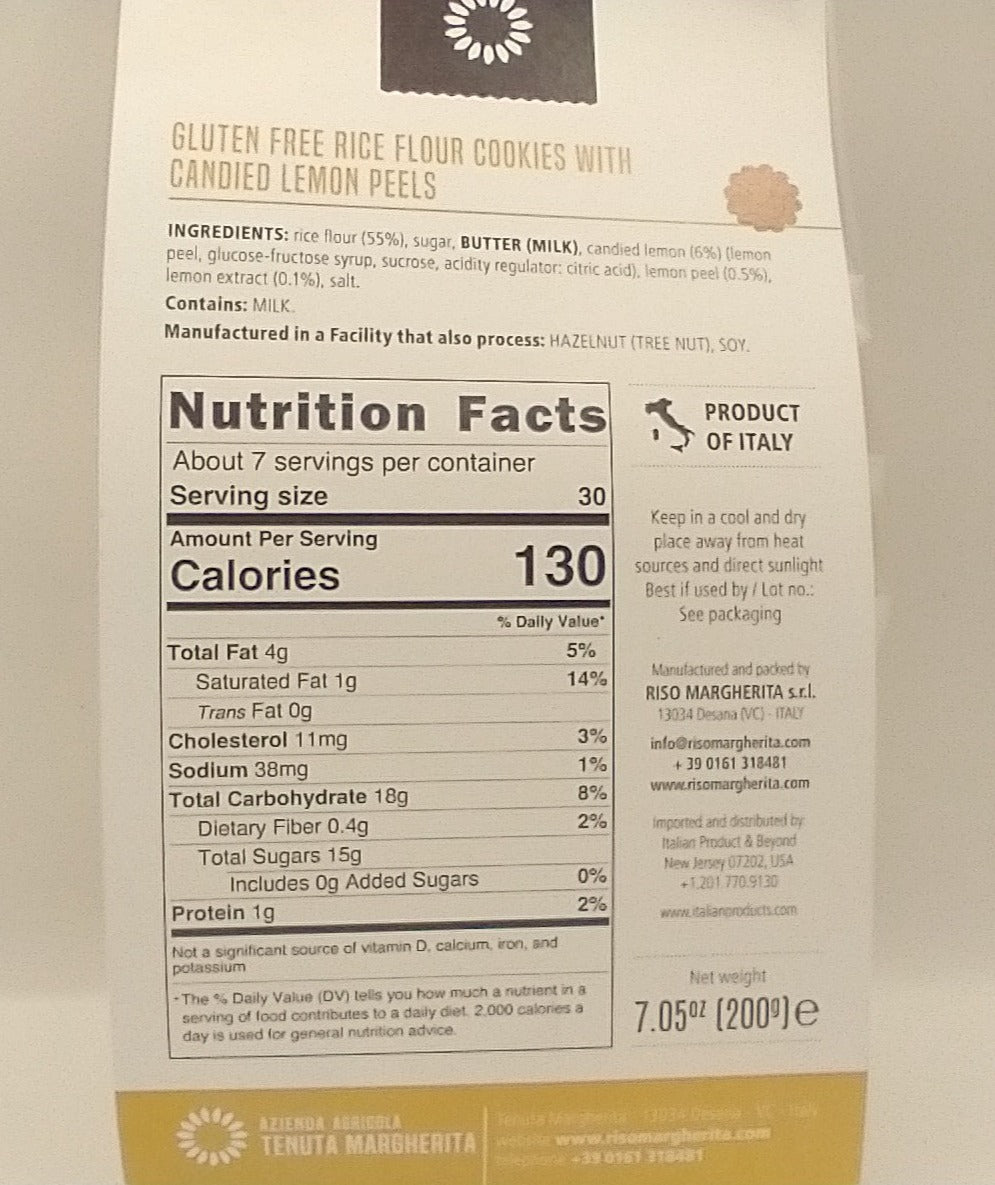 GLUTEN FREE RICE FLOUR COOKIES WITH
CANDIED LEMON PEELS
INGREDIENTS: rice flour (55%), sugar, BUTTER (MILK), candied lemon (6%) (lemon
peel, glucose-fructose syrup, sucrose, acidity regulator: citric acid), lemon peel (0.5%),
lemon extract (0.1%), salt.
Contains: MILK.
Manufactured in a Facility that also process: HAZELNUT (TREE NUT), SOY.
Nutrition Facts
About 7 servings per container
Serving size 30
Amount Per Serving
Calories 130
% Daily Value*
Total Fat 4g 5%
Saturated Fat 1g 14%
Trans Fat 0g
Cholesterol 11mg 3%
Sodium 38mg 1%
Total Carbohydrate 18g 8%
Dietary Fiber 0.4g 2%
Total Sugars 15g
Includes 0g Added Sugars 0%
Protein 1g 2%
Not a significant source of vitamin D, calcium, iron, and
potassium
*The % Daily Value (DV) tells you how much a nutrient in a
serving of food contributes to a daily diet. 2,000 calories a
day is used for general nutrition advice.
PRODUCT
OF ITALY
Keep in a cool and dry
place away from heat
sources and direct sunlight
Best if used by / Lot no.:
See packaging
Manufactured and packed by
RISO MARGHERITA s.r.l.
13034 Desana (VC) - ITALY
info@risomargherita.com
+ 39 0161 318481
www.risomargherita.com
Imported and distributed by
Italian Product & Beyond
New Jersey 07202, USA
+1.201.770.9130
www.italianproducts.com
Net weight
7.05oz (200g)e
AZIENDA AGRICOLA
TENUTA MARGHERITA
Tenuta Margherita - 13034 Desana - VC - Italy
website www.risomargherita.com
telephone +39 0161 318481